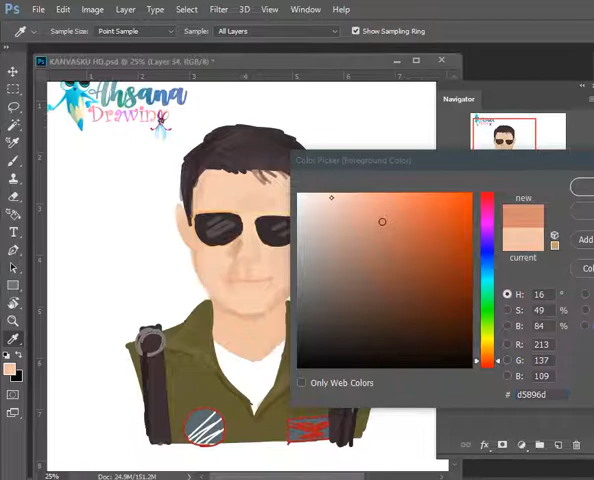 Ps File Edit Image Layer Type Select Filter 3D View Window Help
Sample Size: Point Sample Sample: All Layers Show Sampling Ring
KANVASKU HD.psd @ 25% (Layer 54, RGB/8) *
Navigator
Ahsana
Drawing
Color Picker (Foreground Color)
new
current
Add
Col
H: 16 °
S: 49 %
B: 84 %
R: 213
G: 137
B: 109
# d5896d
Only Web Colors
25% Doc: 24.9M/151.2M